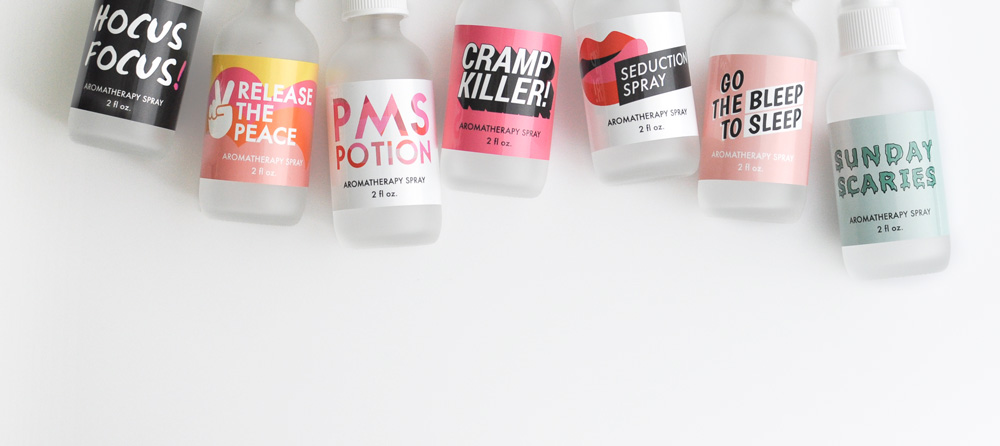 HOCUS
FOCUS!
AROMATHERAPY SPRAY
2 fl oz.
RELEASE
THE
PEACE
AROMATHERAPY SPRAY
2 fl oz.
PMS
POTION
AROMATHERAPY SPRAY
2 fl oz.
CRAMP
KILLER!
AROMATHERAPY SPRAY
2 fl oz.
SEDUCTION
SPRAY
AROMATHERAPY SPRAY
2 fl oz.
GO
THE BLEEP
TO SLEEP
AROMATHERAPY SPRAY
2 fl oz.
SUNDAY
SCARIES
AROMATHERAPY SPRAY
2 fl oz.